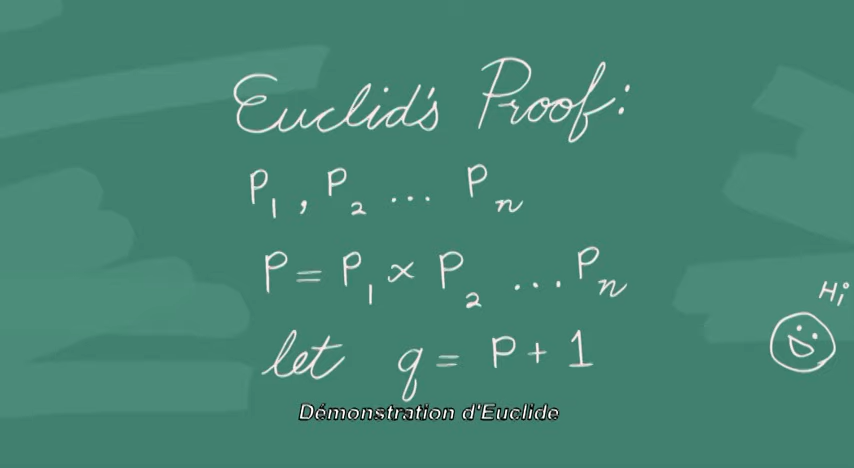 Euclid's Proof:
P₁, P₂ ... Pₙ
P = P₁ × P₂ ... Pₙ
Hi
let q = P + 1
Démonstration d'Euclide